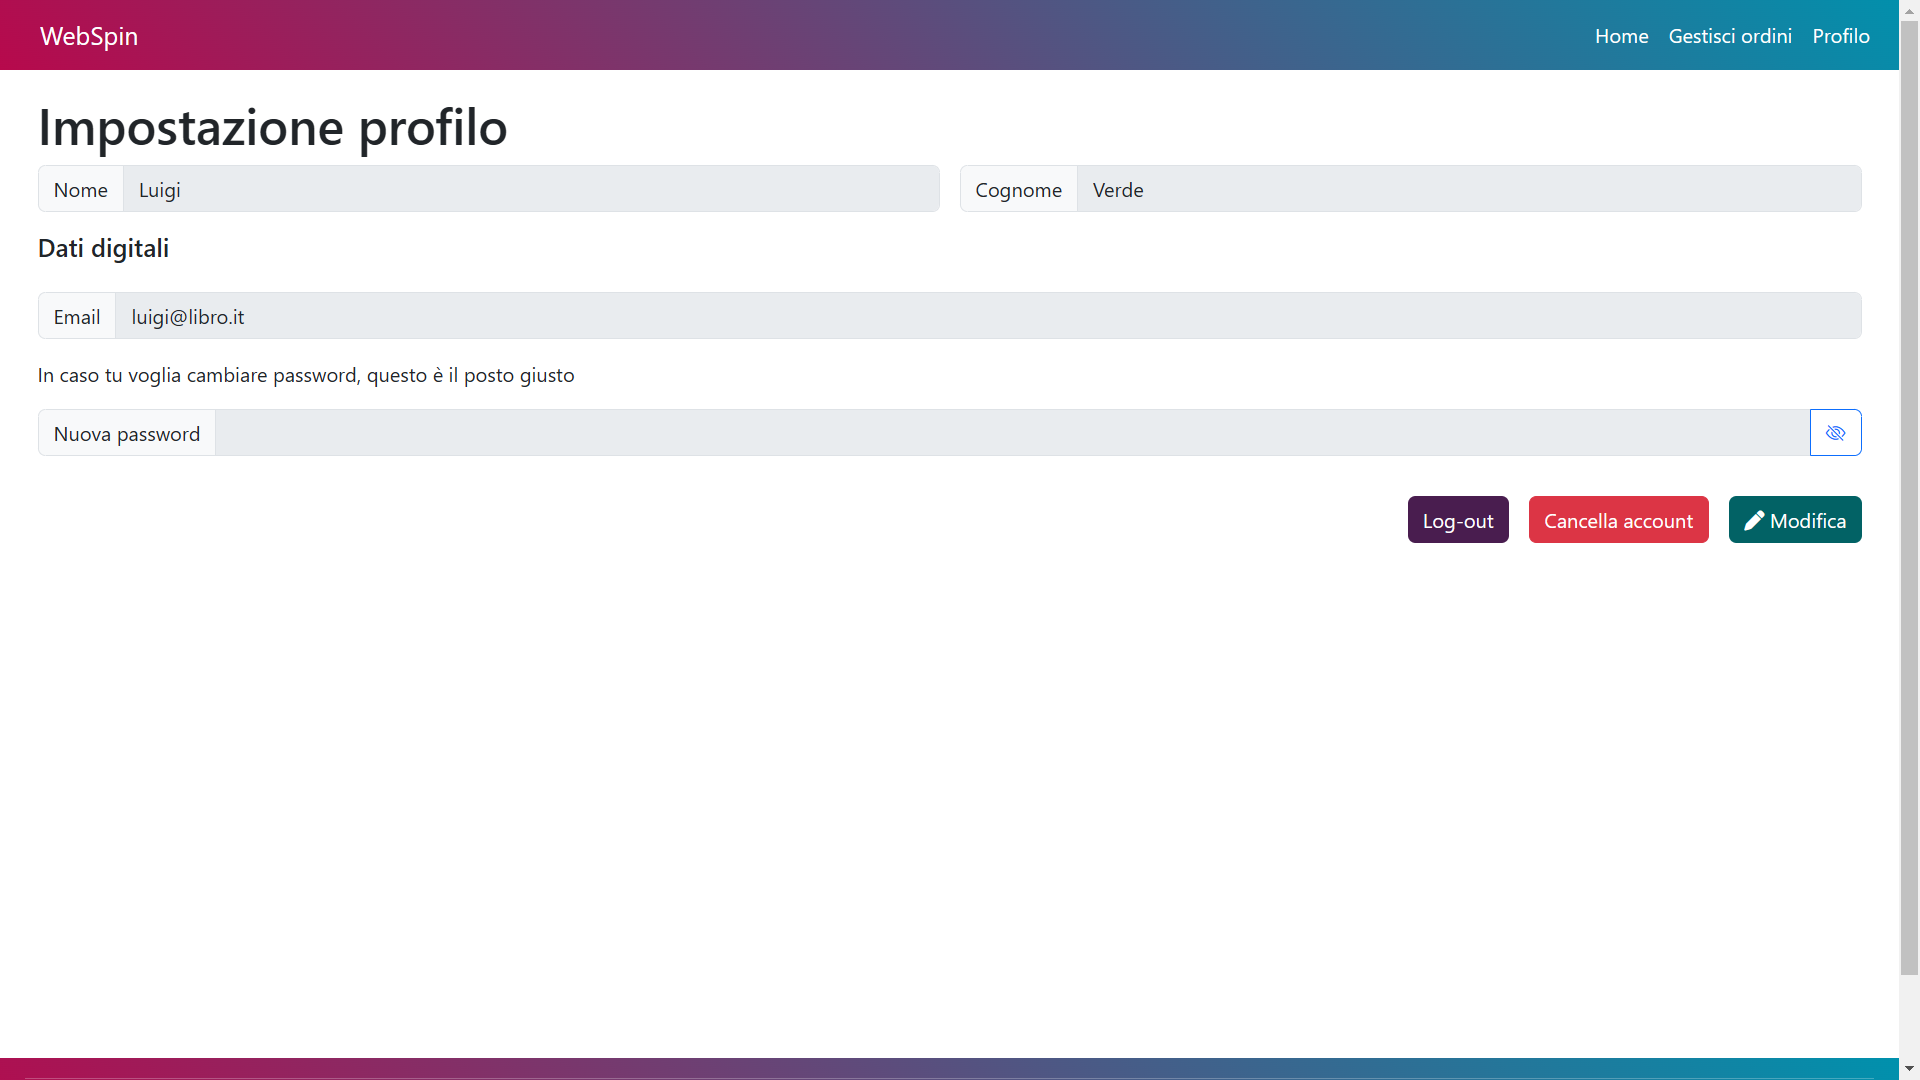 WebSpin
Home Gestisci ordini Profilo
Impostazione profilo
Nome Luigi Cognome Verde
Dati digitali
Email luigi@libro.it
In caso tu voglia cambiare password, questo è il posto giusto
Nuova password
Log-out Cancella account Modifica